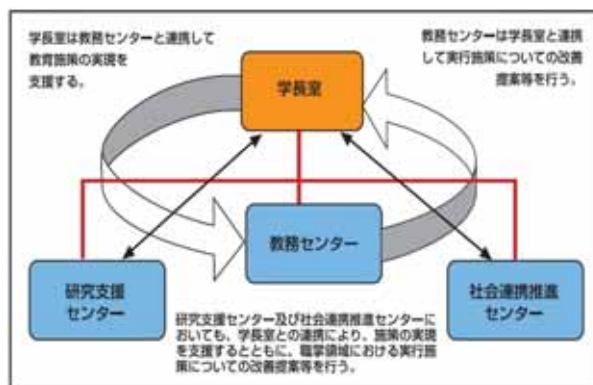 学長室は教務センターと連携して
教育施策の実現を
支援する。
教務センターは学長室と連携
して実行施策についての改善
提案等を行う。
学長室
教務センター
研究支援
センター
社会連携推進
センター
研究支援センター及び社会連携推進センターに
おいても、学長室との連携により、施策の実現
を支援するとともに、職掌領域における実行施
策についての改善提案等を行う。